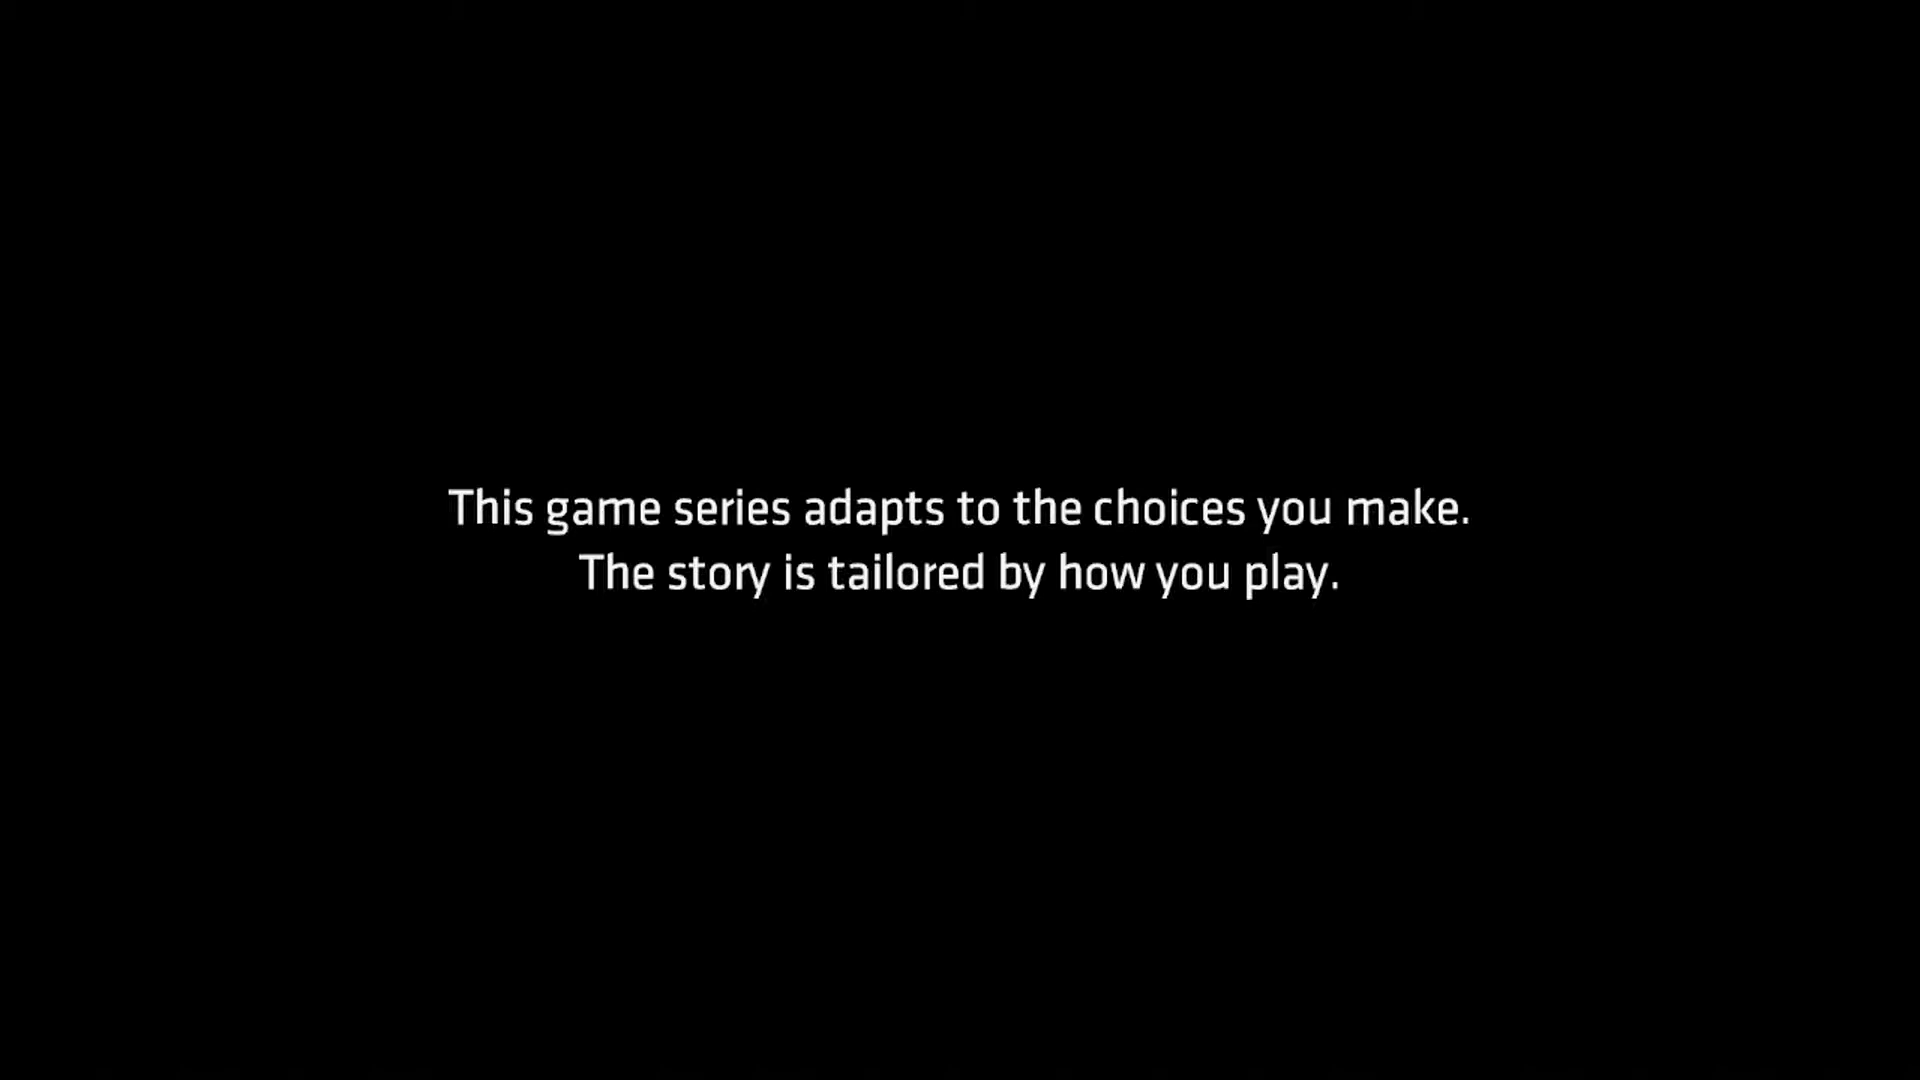 This game series adapts to the choices you make.
The story is tailored by how you play.